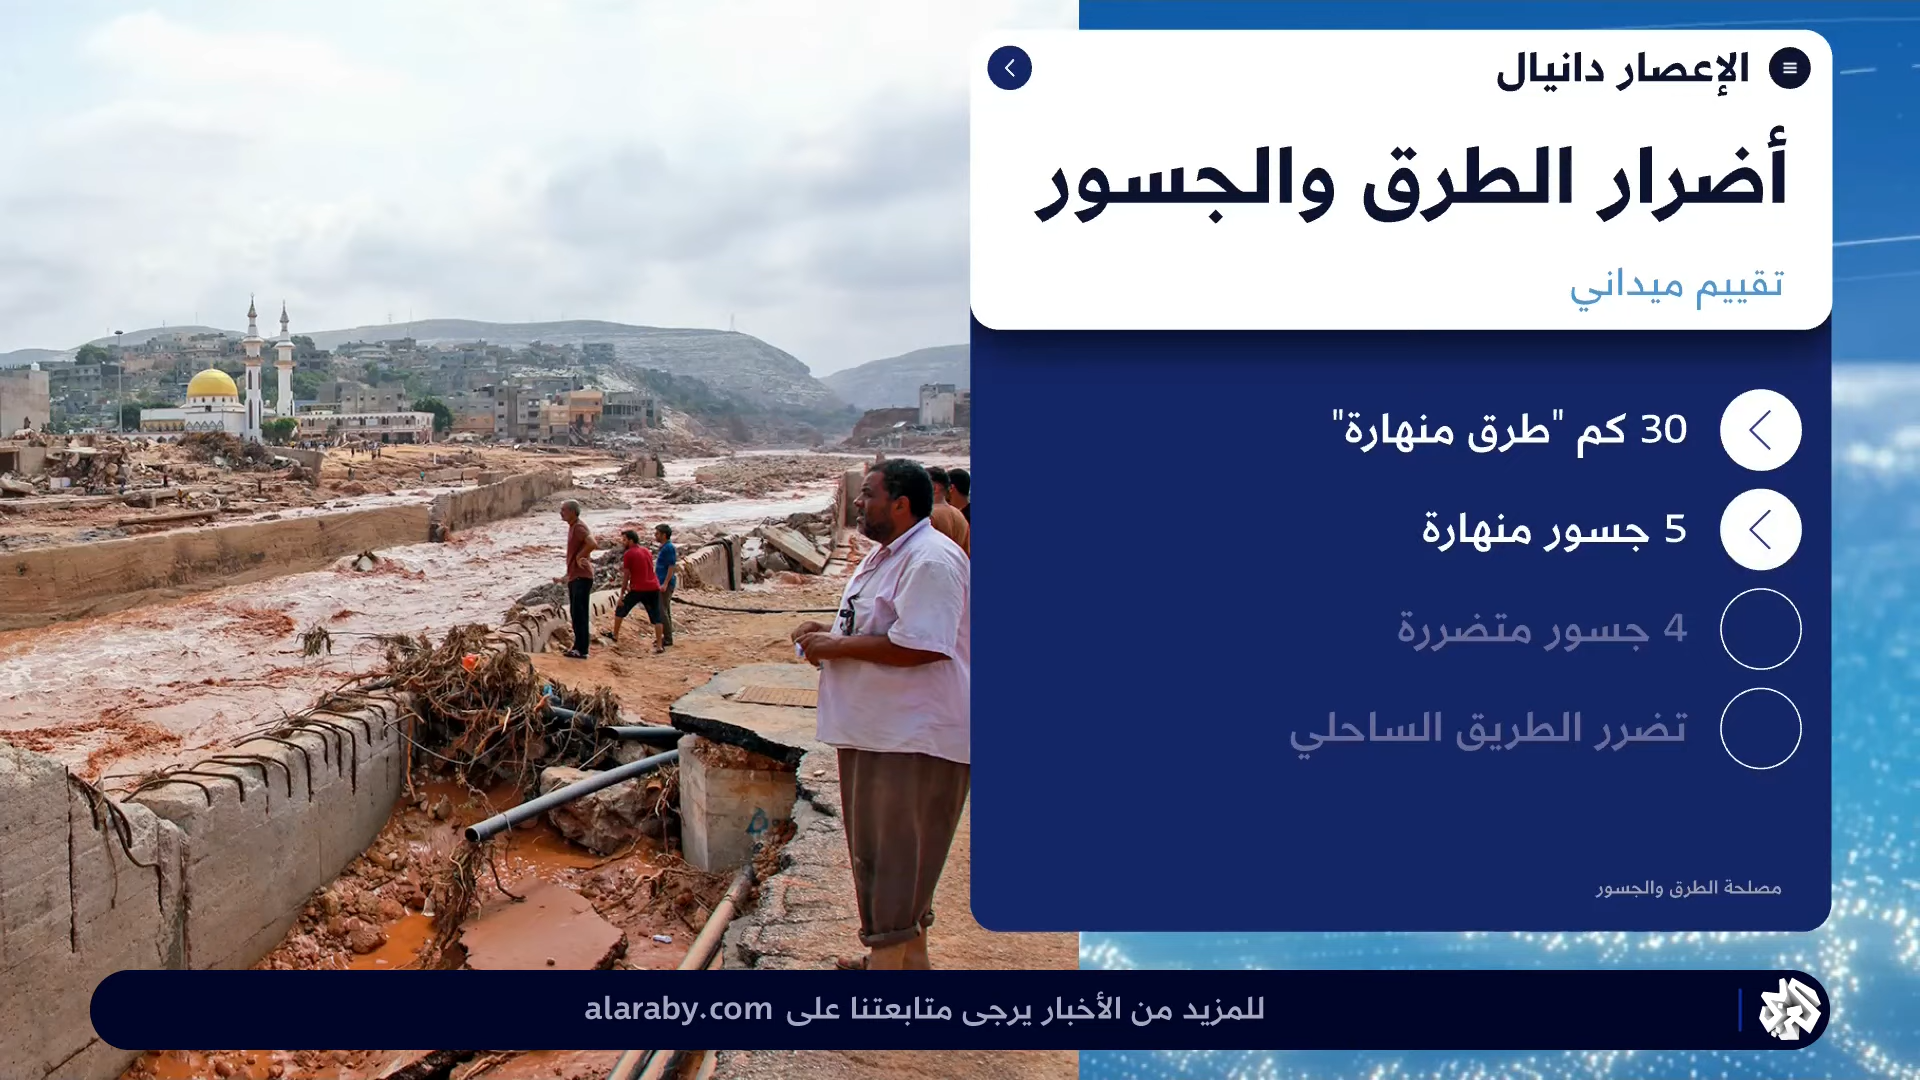 الإعصار دانيال
أضرار الطرق والجسور
تقييم ميداني
30 كم "طرق منهارة"
5 جسور منهارة
4 جسور متضررة
تضرر الطريق الساحلي
مصلحة الطرق والجسور
للمزيد من الأخبار يرجى متابعتنا على alaraby.com